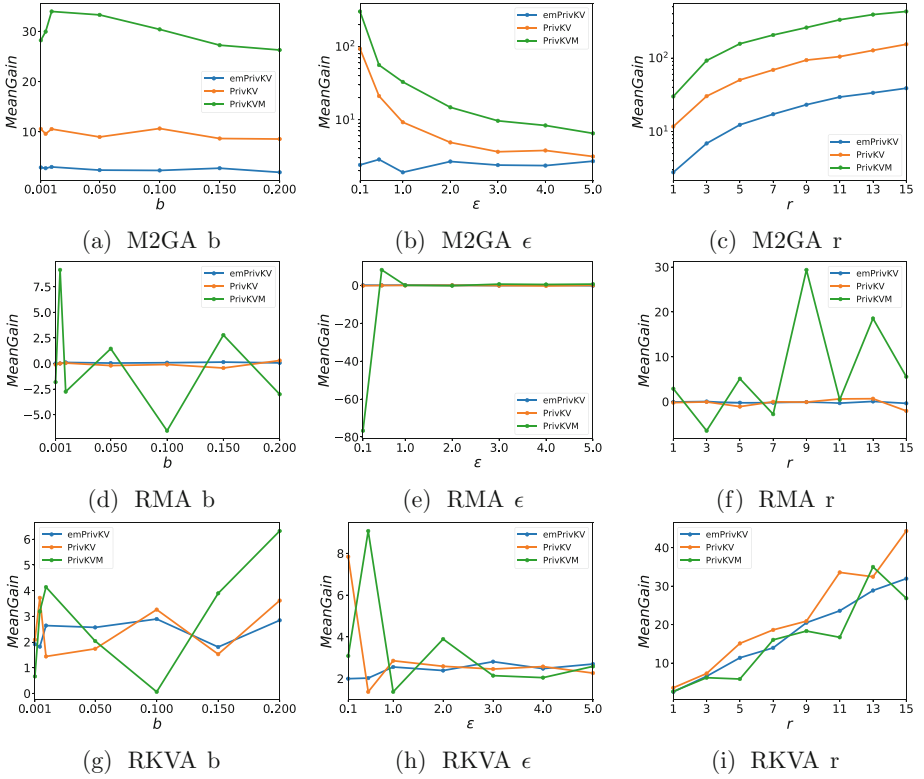 MeanGain
30
20
10
emPrivKV
PrivKV
PrivKVM
0.001
0.050
0.100
0.150
0.200
b
(a) M2GA b
MeanGain
10²
10¹
emPrivKV
PrivKV
PrivKVM
0.1
1.0
2.0
3.0
4.0
5.0
ε
(b) M2GA ϵ
MeanGain
10²
10¹
emPrivKV
PrivKV
PrivKVM
1
3
5
7
9
11
13
15
r
(c) M2GA r
MeanGain
7.5
5.0
2.5
0.0
−2.5
−5.0
emPrivKV
PrivKV
PrivKVM
0.001
0.050
0.100
0.150
0.200
b
(d) RMA b
MeanGain
0
−20
−40
−60
−80
emPrivKV
PrivKV
PrivKVM
0.1
1.0
2.0
3.0
4.0
5.0
ε
(e) RMA ϵ
MeanGain
30
20
10
0
emPrivKV
PrivKV
PrivKVM
1
3
5
7
9
11
13
15
r
(f) RMA r
MeanGain
6
5
4
3
2
1
0
emPrivKV
PrivKV
PrivKVM
0.001
0.050
0.100
0.150
0.200
b
(g) RKVA b
MeanGain
8
6
4
2
emPrivKV
PrivKV
PrivKVM
0.1
1.0
2.0
3.0
4.0
5.0
ε
(h) RKVA ϵ
MeanGain
40
30
20
10
emPrivKV
PrivKV
PrivKVM
1
3
5
7
9
11
13
15
r
(i) RKVA r